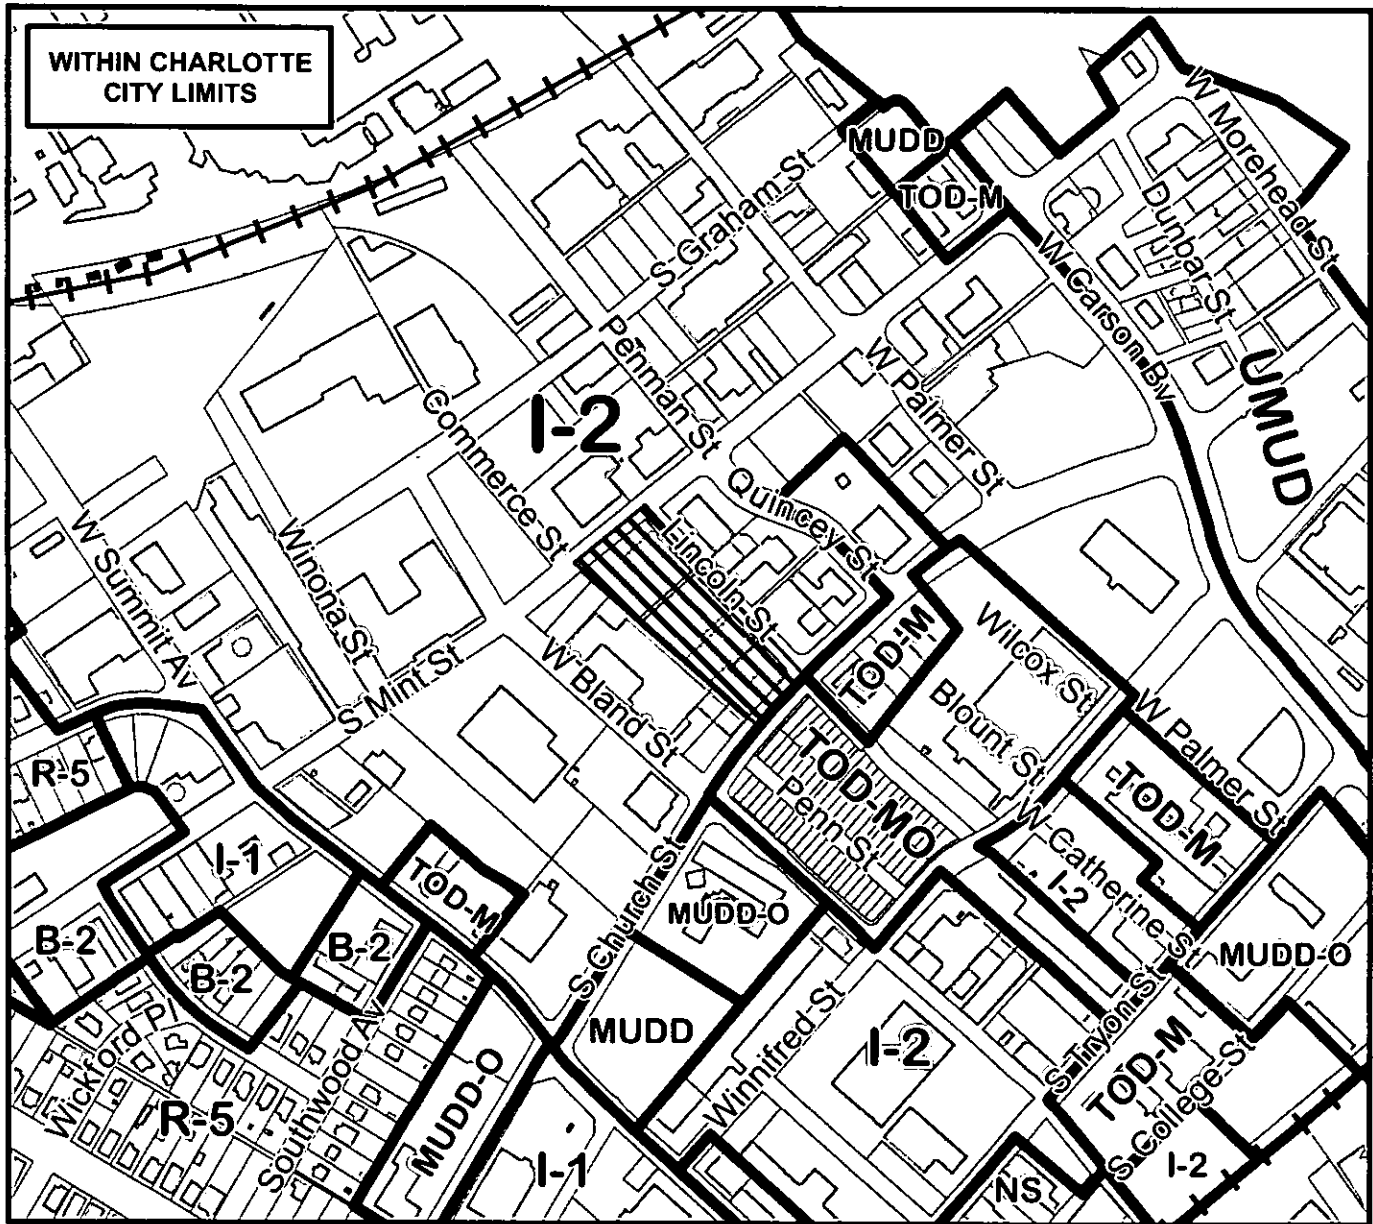 WITHIN CHARLOTTE
CITY LIMITS
MUDD
TOD-M
W Morehead St
Dunbar St
S Graham St
W Carson Bv
UMUD
Penman St
W Palmer St
I-2
Commerce St
Quincey St
Lincoln St
W Summit Av
Winona St
S Mint St
W Bland St
TOD-M
Wilcox St
Blount St
W Palmer St
TOD-MO
Penn St
TOD-M
W Catherine St
I-2
R-5
I-1
TOD-M
S Church St
MUDD-O
MUDD-O
B-2
B-2
B-2
MUDD
Winnifred St
I-2
S Tryon St
TOD-M
S College St
Wickford Pl
R-5
Southwood Av
MUDD-O
I-1
NS
I-2